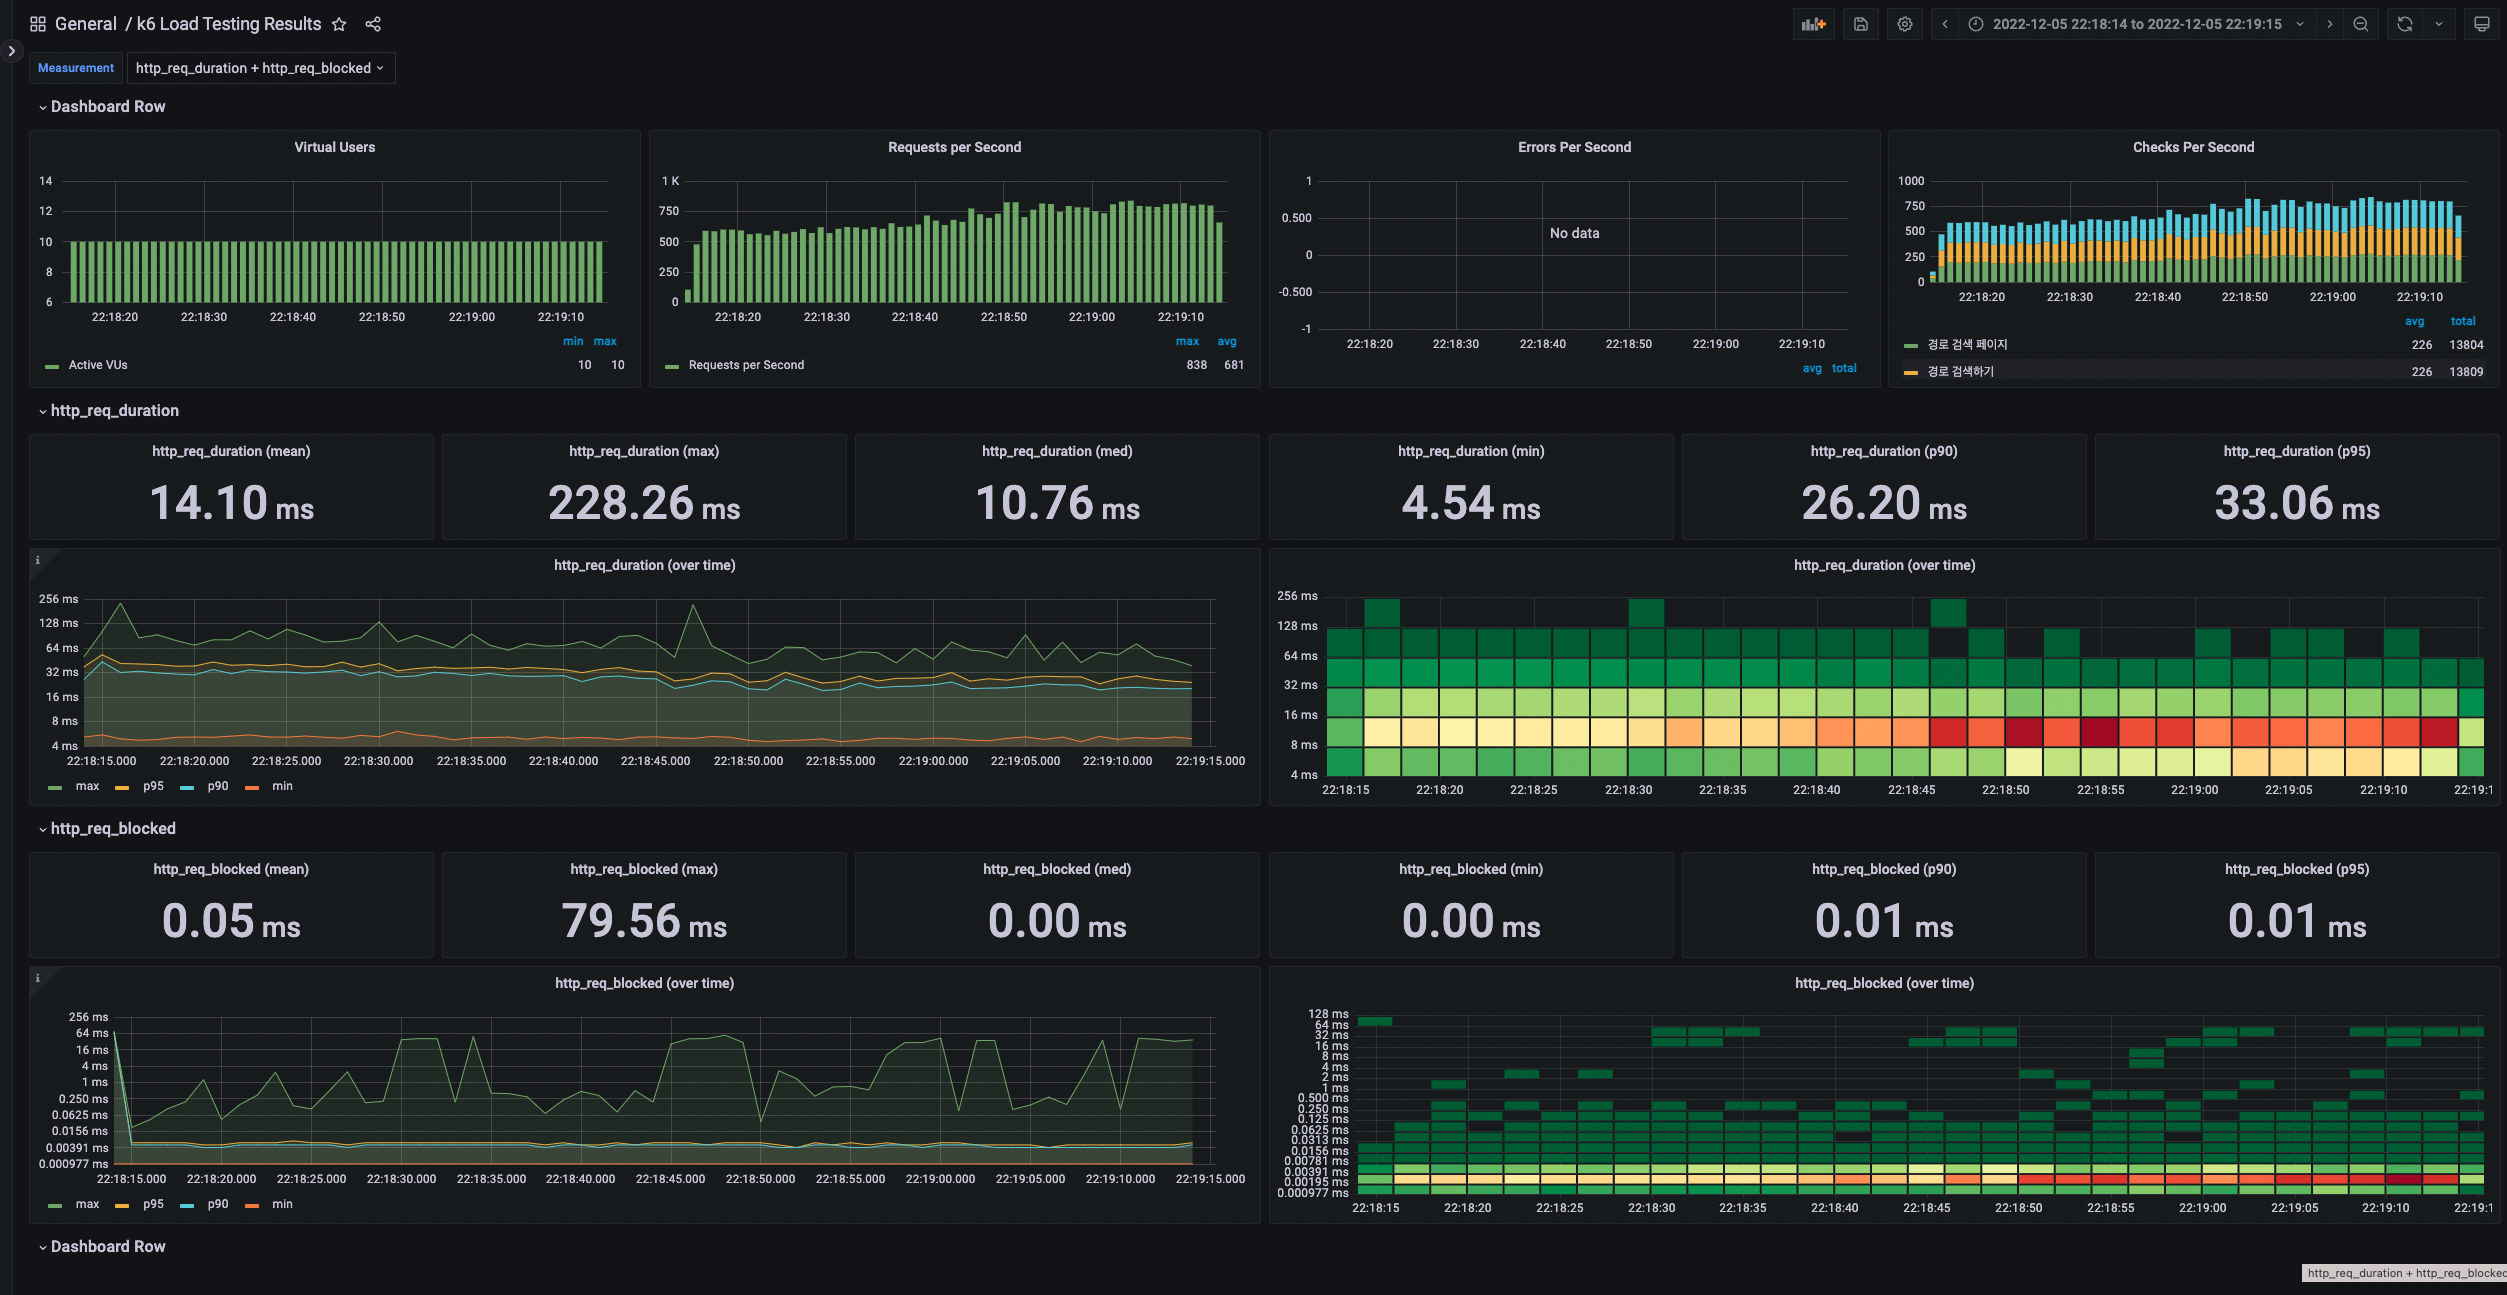 General / k6 Load Testing Results
2022-12-05 22:18:14 to 2022-12-05 22:19:15
Measurement
http_req_duration + http_req_blocked
Dashboard Row
Virtual Users
14
12
10
8
6
22:18:20 22:18:30 22:18:40 22:18:50 22:19:00 22:19:10
min max
Active VUs 10 10
Requests per Second
1 K
750
500
250
0
22:18:20 22:18:30 22:18:40 22:18:50 22:19:00 22:19:10
max avg
Requests per Second 838 681
Errors Per Second
1
0.500
0
-0.500
-1
No data
22:18:20 22:18:30 22:18:40 22:18:50 22:19:00 22:19:10
avg total
Checks Per Second
1000
750
500
250
0
22:18:20 22:18:30 22:18:40 22:18:50 22:19:00 22:19:10
avg total
경로 검색 페이지 226 13804
경로 검색하기 226 13809
http_req_duration
http_req_duration (mean)
14.10 ms
http_req_duration (max)
228.26 ms
http_req_duration (med)
10.76 ms
http_req_duration (min)
4.54 ms
http_req_duration (p90)
26.20 ms
http_req_duration (p95)
33.06 ms
http_req_duration (over time)
256 ms
128 ms
64 ms
32 ms
16 ms
8 ms
4 ms
22:18:15.000 22:18:20.000 22:18:25.000 22:18:30.000 22:18:35.000 22:18:40.000 22:18:45.000 22:18:50.000 22:18:55.000 22:19:00.000 22:19:05.000 22:19:10.000 22:19:15.000
max p95 p90 min
http_req_duration (over time)
256 ms
128 ms
64 ms
32 ms
16 ms
8 ms
4 ms
22:18:15 22:18:20 22:18:25 22:18:30 22:18:35 22:18:40 22:18:45 22:18:50 22:18:55 22:19:00 22:19:05 22:19:10 22:19:1
http_req_blocked
http_req_blocked (mean)
0.05 ms
http_req_blocked (max)
79.56 ms
http_req_blocked (med)
0.00 ms
http_req_blocked (min)
0.00 ms
http_req_blocked (p90)
0.01 ms
http_req_blocked (p95)
0.01 ms
http_req_blocked (over time)
256 ms
64 ms
16 ms
4 ms
1 ms
0.250 ms
0.0625 ms
0.0156 ms
0.00391 ms
0.000977 ms
22:18:15.000 22:18:20.000 22:18:25.000 22:18:30.000 22:18:35.000 22:18:40.000 22:18:45.000 22:18:50.000 22:18:55.000 22:19:00.000 22:19:05.000 22:19:10.000 22:19:15.000
max p95 p90 min
http_req_blocked (over time)
128 ms
64 ms
32 ms
16 ms
8 ms
4 ms
2 ms
1 ms
0.500 ms
0.250 ms
0.125 ms
0.0625 ms
0.0313 ms
0.0156 ms
0.00781 ms
0.00391 ms
0.00195 ms
0.000977 ms
22:18:15 22:18:20 22:18:25 22:18:30 22:18:35 22:18:40 22:18:45 22:18:50 22:18:55 22:19:00 22:19:05 22:19:10 22:19:1
Dashboard Row
http_req_duration + http_req_blocked